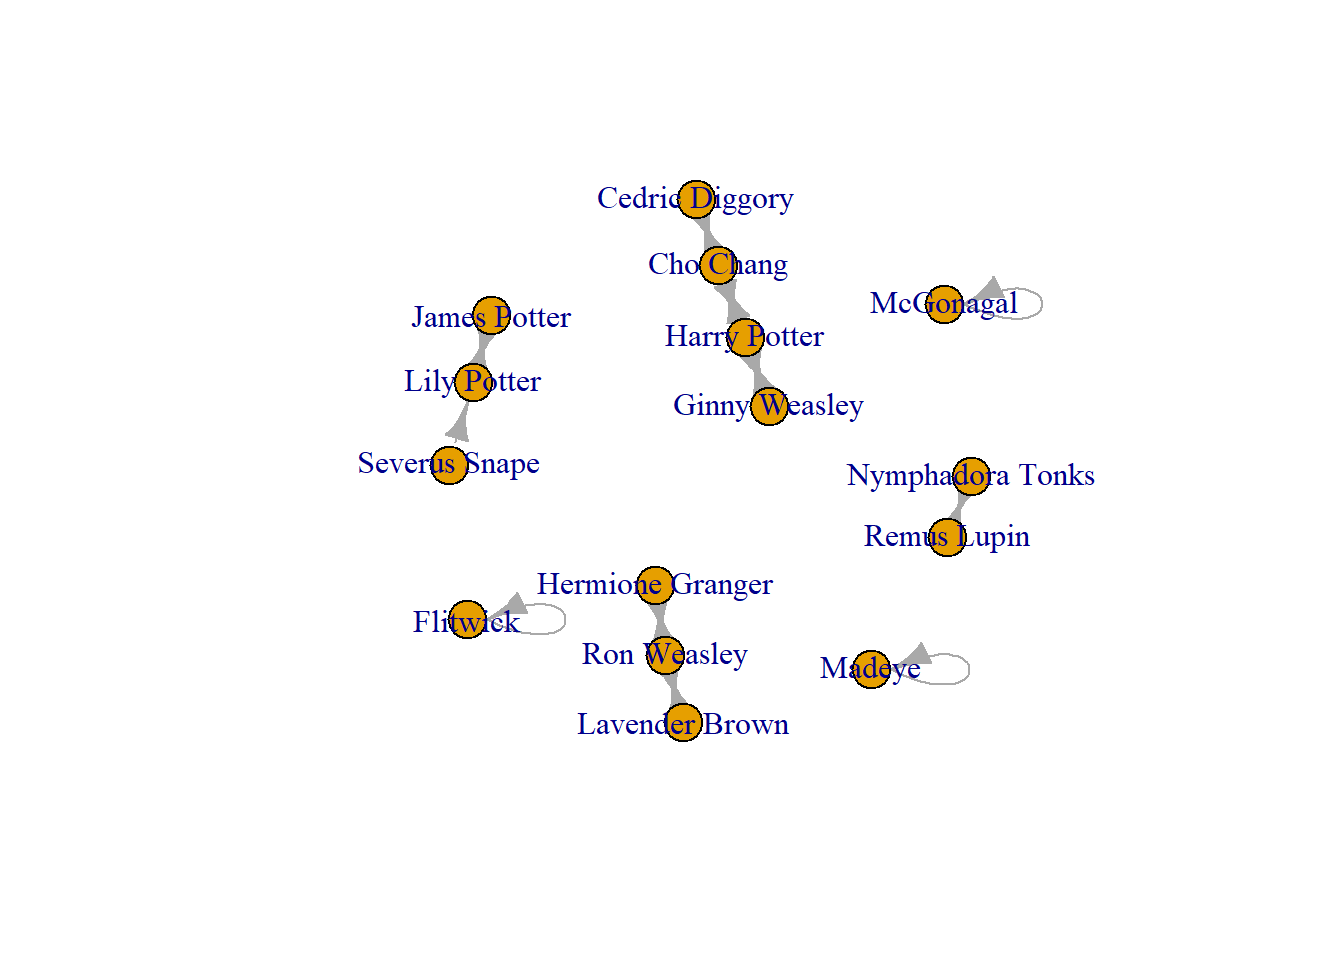 Cedric Diggory
Cho Chang
McGonagal
James Potter
Harry Potter
Lily Potter
Ginny Weasley
Severus Snape
Nymphadora Tonks
Remus Lupin
Hermione Granger
Flitwick
Ron Weasley
Madeye
Lavender Brown